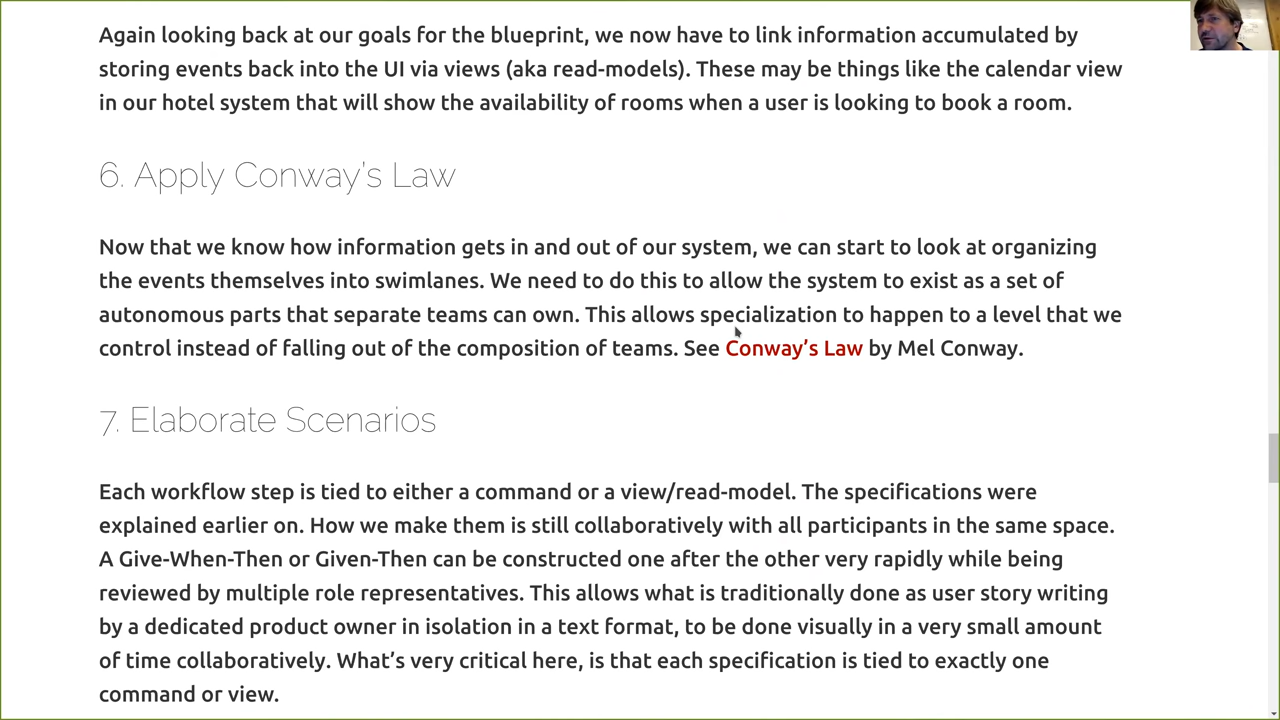 Again looking back at our goals for the blueprint, we now have to link information accumulated by
storing events back into the UI via views (aka read-models). These may be things like the calendar view
in our hotel system that will show the availability of rooms when a user is looking to book a room.
6. Apply Conway’s Law
Now that we know how information gets in and out of our system, we can start to look at organizing
the events themselves into swimlanes. We need to do this to allow the system to exist as a set of
autonomous parts that separate teams can own. This allows specialization to happen to a level that we
control instead of falling out of the composition of teams. See Conway’s Law by Mel Conway.
7. Elaborate Scenarios
Each workflow step is tied to either a command or a view/read-model. The specifications were
explained earlier on. How we make them is still collaboratively with all participants in the same space.
A Give-When-Then or Given-Then can be constructed one after the other very rapidly while being
reviewed by multiple role representatives. This allows what is traditionally done as user story writing
by a dedicated product owner in isolation in a text format, to be done visually in a very small amount
of time collaboratively. What’s very critical here, is that each specification is tied to exactly one
command or view.